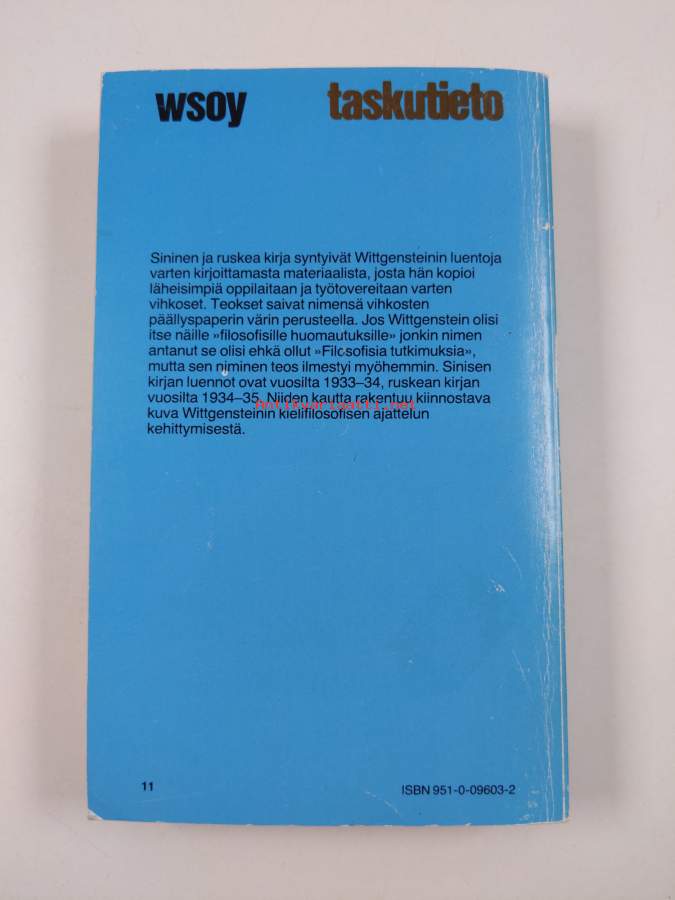 wsoy taskutieto
Sininen ja ruskea kirja syntyivät Wittgensteinin luentoja
varten kirjoittamasta materiaalista, josta hän kopioi
läheisimpiä oppilaitaan ja työtovereitaan varten
vihkoset. Teokset saivat nimensä vihkosten
päällyspaperin värin perusteella. Jos Wittgenstein olisi
itse näille »filosofisille huomautuksille» jonkin nimen
antanut se olisi ehkä ollut »Filosofisia tutkimuksia»,
mutta sen niminen teos ilmestyi myöhemmin. Sinisen
kirjan luennot ovat vuosilta 1933–34, ruskean kirjan
vuosilta 1934–35. Niiden kautta rakentuu kiinnostava
Antikvariaatti.net
kuva Wittgensteinin kielifilosofisen ajattelun
kehittymisestä.
11 ISBN 951-0-09603-2